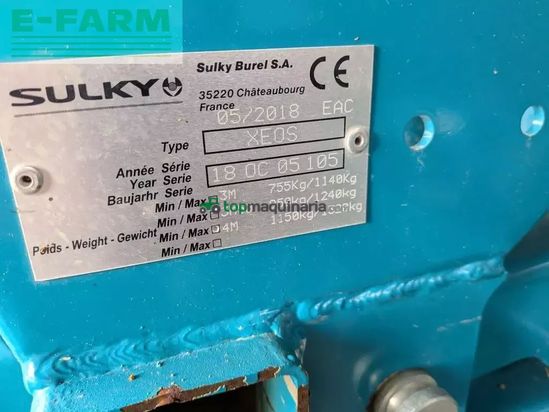 E-FARM
SULKY
Sulky Burel S.A.
35220 Châteaubourg
France
CE
05/2018 EAC
Type XEOS
Année Série
Year Serie 18 OC 05 105
Baujarhr Serie
Min / Max 3M 755Kg/1140Kg
Min / Max /1240kg
Poids - Weight - Gewicht Min / Max 4M 1150kg/
Min / Max
topmaquinaria